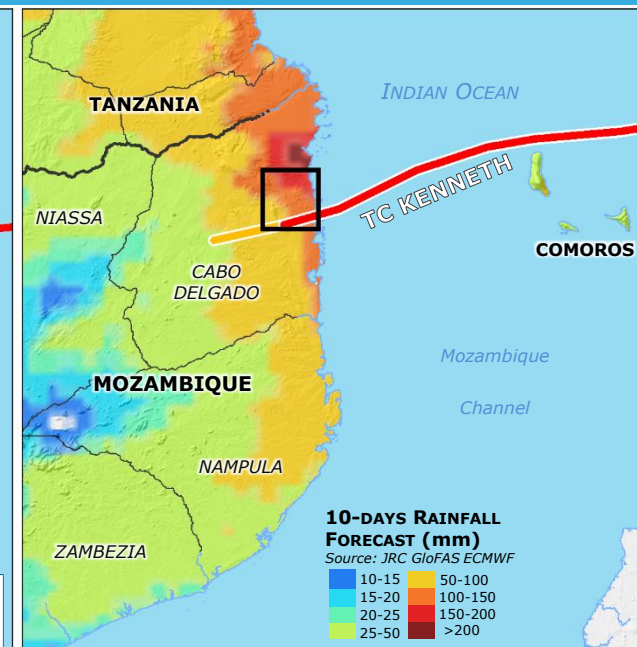 TANZANIA
INDIAN OCEAN
NIASSA
TC KENNETH
COMOROS
CABO
DELGADO
MOZAMBIQUE
Mozambique
Channel
NAMPULA
ZAMBEZIA
10-DAYS RAINFALL
FORECAST (mm)
Source: JRC GloFAS ECMWF
10-15 50-100
15-20 100-150
20-25 150-200
25-50 >200